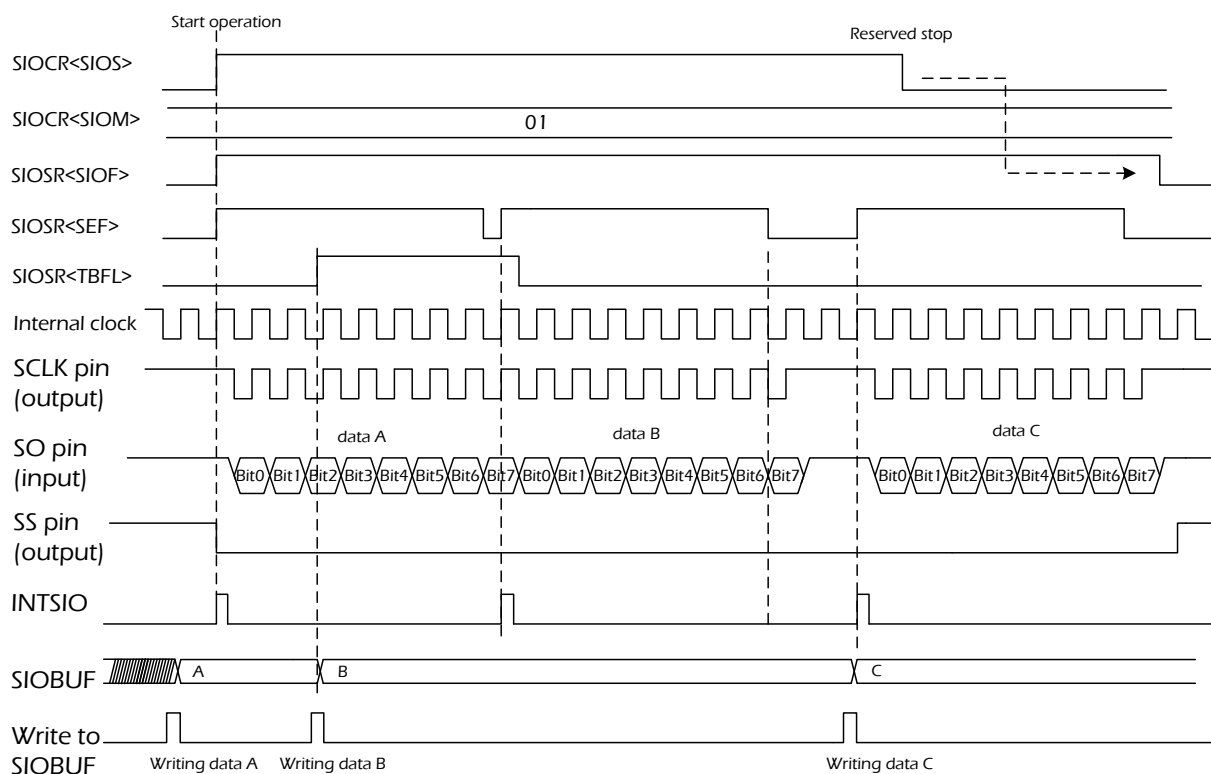 Start operation
Reserved stop
SIOCR<SIOS>
SIOCR<SIOM>
01
SIOSR<SIOF>
SIOSR<SEF>
SIOSR<TBFL>
Internal clock
SCLK pin
(output)
data A data B data C
SO pin
(input)
Bit0 Bit1 Bit2 Bit3 Bit4 Bit5 Bit6 Bit7 Bit0 Bit1 Bit2 Bit3 Bit4 Bit5 Bit6 Bit7 Bit0 Bit1 Bit2 Bit3 Bit4 Bit5 Bit6 Bit7
SS pin
(output)
INTSIO
SIOBUF A B C
Write to
SIOBUF
Writing data A Writing data B Writing data C